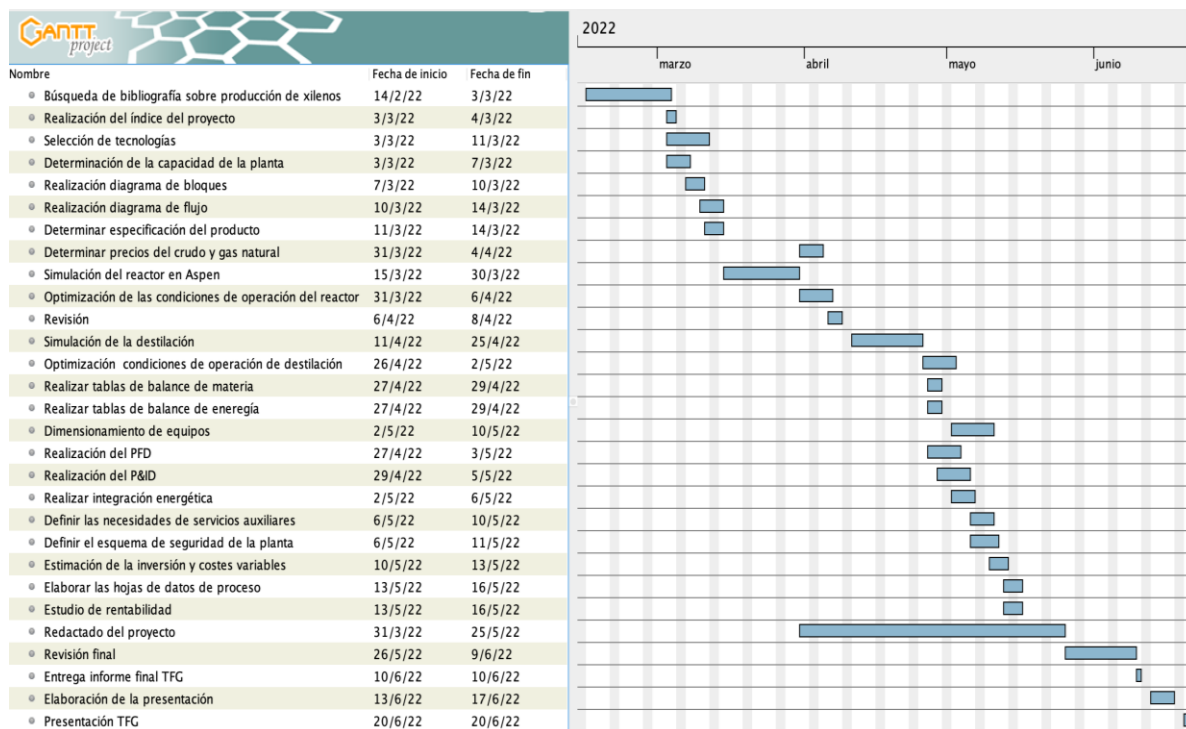 GANTT
project
2022
marzo abril mayo junio
Nombre Fecha de inicio Fecha de fin
Búsqueda de bibliografía sobre producción de xilenos 14/2/22 3/3/22
Realización del índice del proyecto 3/3/22 4/3/22
Selección de tecnologías 3/3/22 11/3/22
Determinación de la capacidad de la planta 3/3/22 7/3/22
Realización diagrama de bloques 7/3/22 10/3/22
Realización diagrama de flujo 10/3/22 14/3/22
Determinar especificación del producto 11/3/22 14/3/22
Determinar precios del crudo y gas natural 31/3/22 4/4/22
Simulación del reactor en Aspen 15/3/22 30/3/22
Optimización de las condiciones de operación del reactor 31/3/22 6/4/22
Revisión 6/4/22 8/4/22
Simulación de la destilación 11/4/22 25/4/22
Optimización condiciones de operación de destilación 26/4/22 2/5/22
Realizar tablas de balance de materia 27/4/22 29/4/22
Realizar tablas de balance de eneregía 27/4/22 29/4/22
Dimensionamiento de equipos 2/5/22 10/5/22
Realización del PFD 27/4/22 3/5/22
Realización del P&ID 29/4/22 5/5/22
Realizar integración energética 2/5/22 6/5/22
Definir las necesidades de servicios auxiliares 6/5/22 10/5/22
Definir el esquema de seguridad de la planta 6/5/22 11/5/22
Estimación de la inversión y costes variables 10/5/22 13/5/22
Elaborar las hojas de datos de proceso 13/5/22 16/5/22
Estudio de rentabilidad 13/5/22 16/5/22
Redactado del proyecto 31/3/22 25/5/22
Revisión final 26/5/22 9/6/22
Entrega informe final TFG 10/6/22 10/6/22
Elaboración de la presentación 13/6/22 17/6/22
Presentación TFG 20/6/22 20/6/22